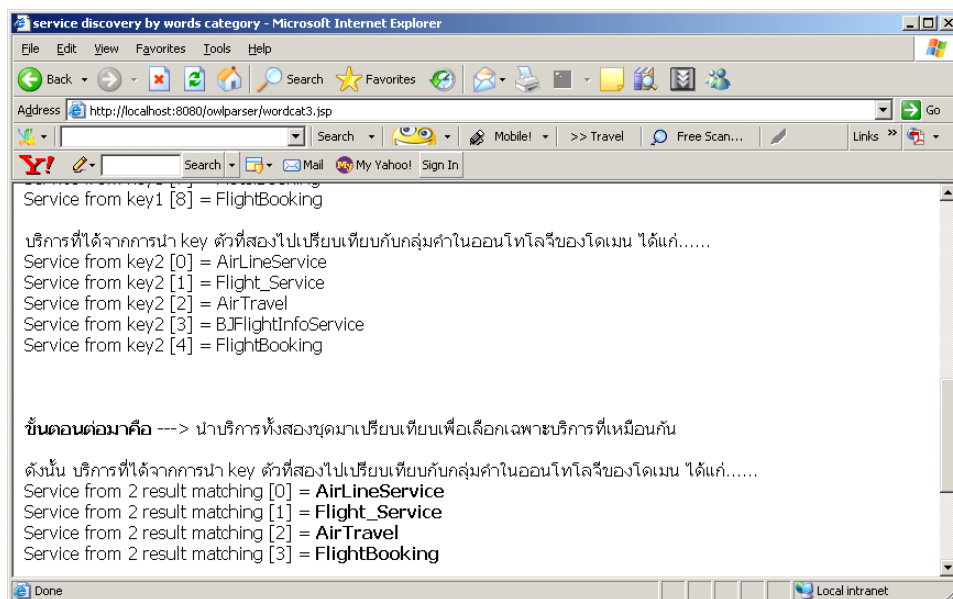 service discovery by words category - Microsoft Internet Explorer
File Edit View Favorites Tools Help
Back Search Favorites
Address http://localhost:8080/owlparser/wordcat3.jsp Go
Search Mobile! >> Travel Free Scan... Links »
Y! Search Mail My Yahoo! Sign In
Service from key1 [8] = FlightBooking
บริการที่ได้จากการนำ key ตัวที่สองไปเปรียบเทียบกับกลุ่มคำในออนโทโลจีของโดเมน ได้แก่......
Service from key2 [0] = AirLineService
Service from key2 [1] = Flight_Service
Service from key2 [2] = AirTravel
Service from key2 [3] = BJFlightInfoService
Service from key2 [4] = FlightBooking
ขั้นตอนต่อมาคือ ---> นำบริการทั้งสองชุดมาเปรียบเทียบเพื่อเลือกเฉพาะบริการที่เหมือนกัน
ดังนั้น บริการที่ได้จากการนำ key ตัวที่สองไปเปรียบเทียบกับกลุ่มคำในออนโทโลจีของโดเมน ได้แก่......
Service from 2 result matching [0] = AirLineService
Service from 2 result matching [1] = Flight_Service
Service from 2 result matching [2] = AirTravel
Service from 2 result matching [3] = FlightBooking
Done Local intranet